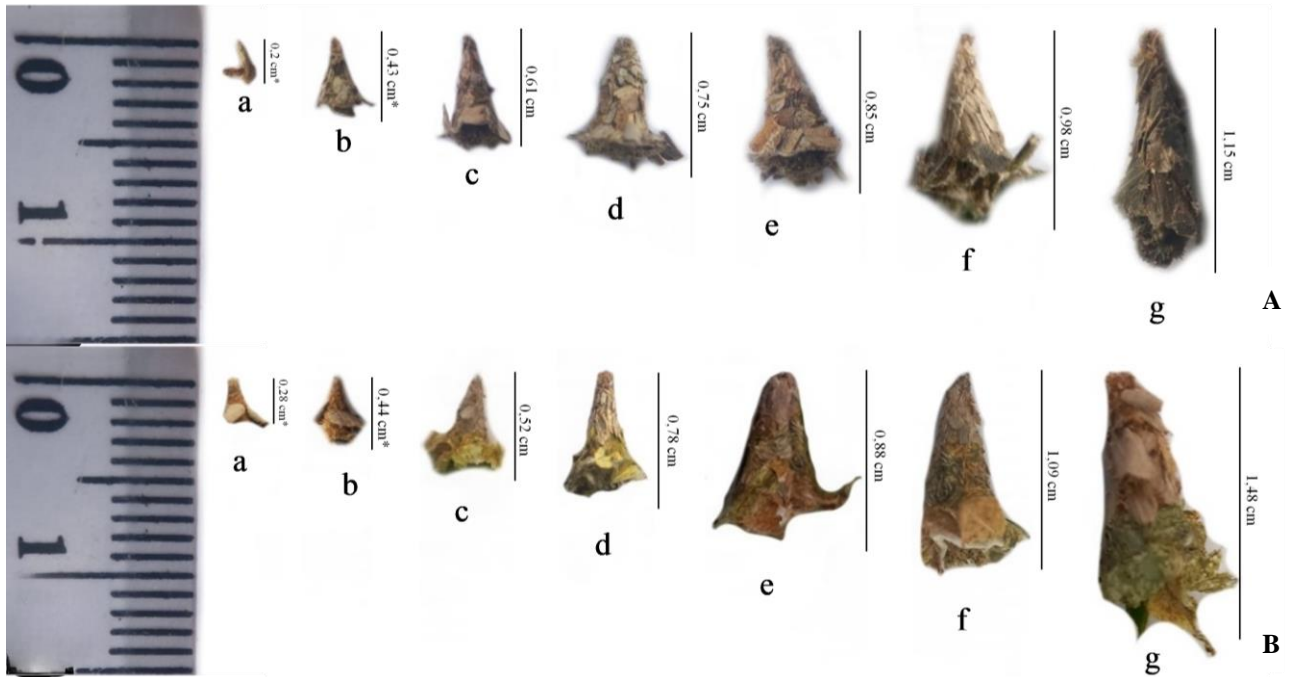 0
1
0,2 cm*
a
0,43 cm*
b
0,61 cm
c
0,75 cm
d
0,85 cm
e
0,98 cm
f
1,15 cm
g
A
0
1
0,28 cm*
a
0,44 cm*
b
0,52 cm
c
0,78 cm
d
0,88 cm
e
1,09 cm
f
1,48 cm
g
B